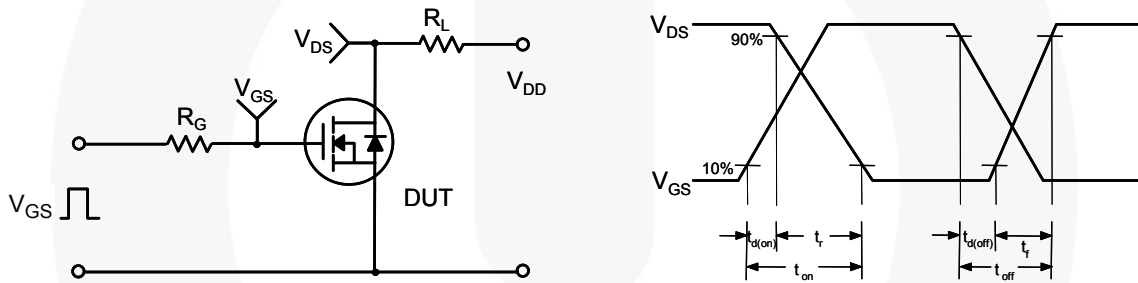 R_L
V_DS
V_DD
V_GS
R_G
V_GS
DUT
V_DS
90%
10%
V_GS
t_d(on)
t_r
t_d(off)
t_f
t_on
t_off